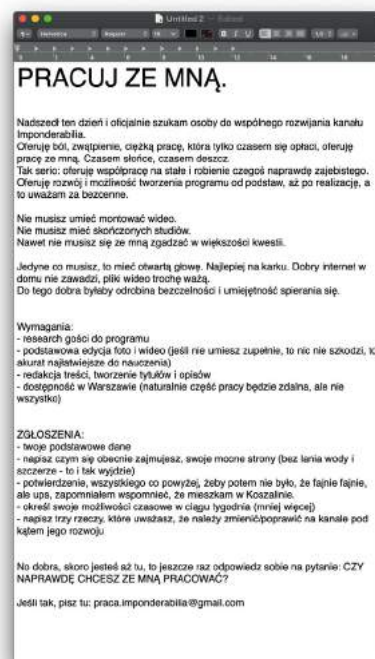 Untitled 2 — Edited
Helvetica
Regular
PRACUJ ZE MNĄ.
Nadszedł ten dzień i oficjalnie szukam osoby do wspólnego rozwijania kanału
Imponderabilia.
Oferuję ból, zwątpienie, ciężką pracę, która tylko czasem się opłaci, oferuję
pracę ze mną. Czasem słońce, czasem deszcz.
Tak serio: oferuję współpracę na stałe i robienie czegoś naprawdę zajebistego.
Oferuję rozwój i możliwość tworzenia programu od podstaw, aż po realizację, a
to uważam za bezcenne.
Nie musisz umieć montować wideo.
Nie musisz mieć skończonych studiów.
Nawet nie musisz się ze mną zgadzać w większości kwestii.
Jedyne co musisz, to mieć otwartą głowę. Najlepiej na karku. Dobry internet w
domu nie zawadzi, pliki wideo trochę ważą.
Do tego dobra byłaby odrobina bezczelności i umiejętność spierania się.
Wymagania:
- research gości do programu
- podstawowa edycja foto i wideo (jeśli nie umiesz zupełnie, to nic nie szkodzi, to
akurat najłatwiejsze do nauczenia)
- redakcja treści, tworzenie tytułów i opisów
- dostępność w Warszawie (naturalnie część pracy będzie zdalna, ale nie
wszystko)
ZGŁOSZENIA:
- twoje podstawowe dane
- napisz czym się obecnie zajmujesz, swoje mocne strony (bez lania wody i
szczerze - to i tak wyjdzie)
- potwierdzenie, wszystkiego co powyżej, żeby potem nie było, że fajnie fajnie,
ale ups, zapomniałem wspomnieć, że mieszkam w Koszalinie.
- określ swoje możliwości czasowe w ciągu tygodnia (mniej więcej)
- napisz trzy rzeczy, które uważasz, że należy zmienić/poprawić na kanale pod
kątem jego rozwoju
No dobra, skoro jesteś aż tu, to jeszcze raz odpowiedz sobie na pytanie: CZY
NAPRAWDĘ CHCESZ ZE MNĄ PRACOWAĆ?
Jeśli tak, pisz tu: praca.imponderabilia@gmail.com